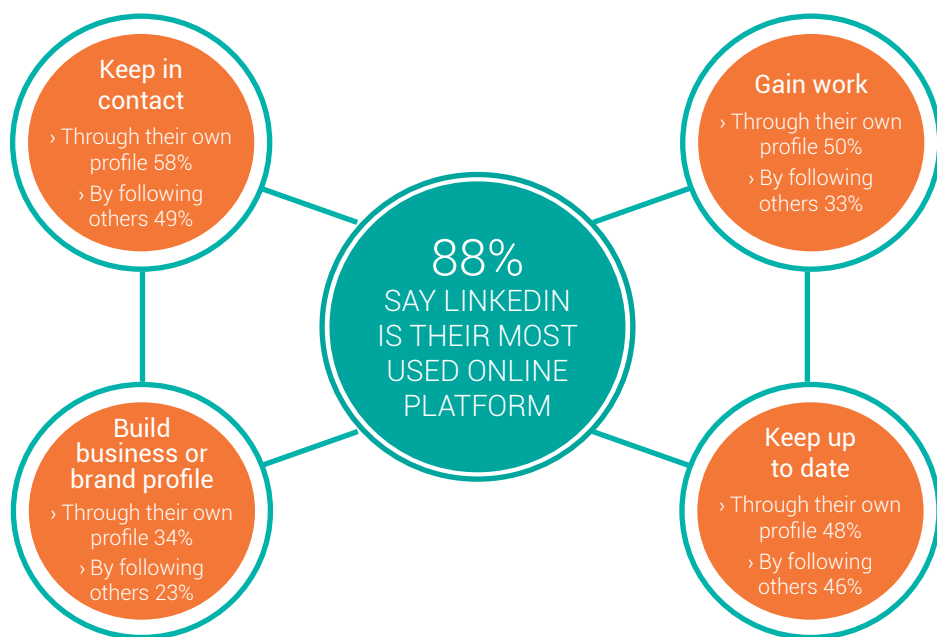 Keep in
contact
› Through their own
profile 58%
› By following
others 49%
Gain work
› Through their own
profile 50%
› By following
others 33%
88%
SAY LINKEDIN
IS THEIR MOST
USED ONLINE
PLATFORM
Build
business or
brand profile
› Through their own
profile 34%
› By following
others 23%
Keep up
to date
› Through their own
profile 48%
› By following
others 46%